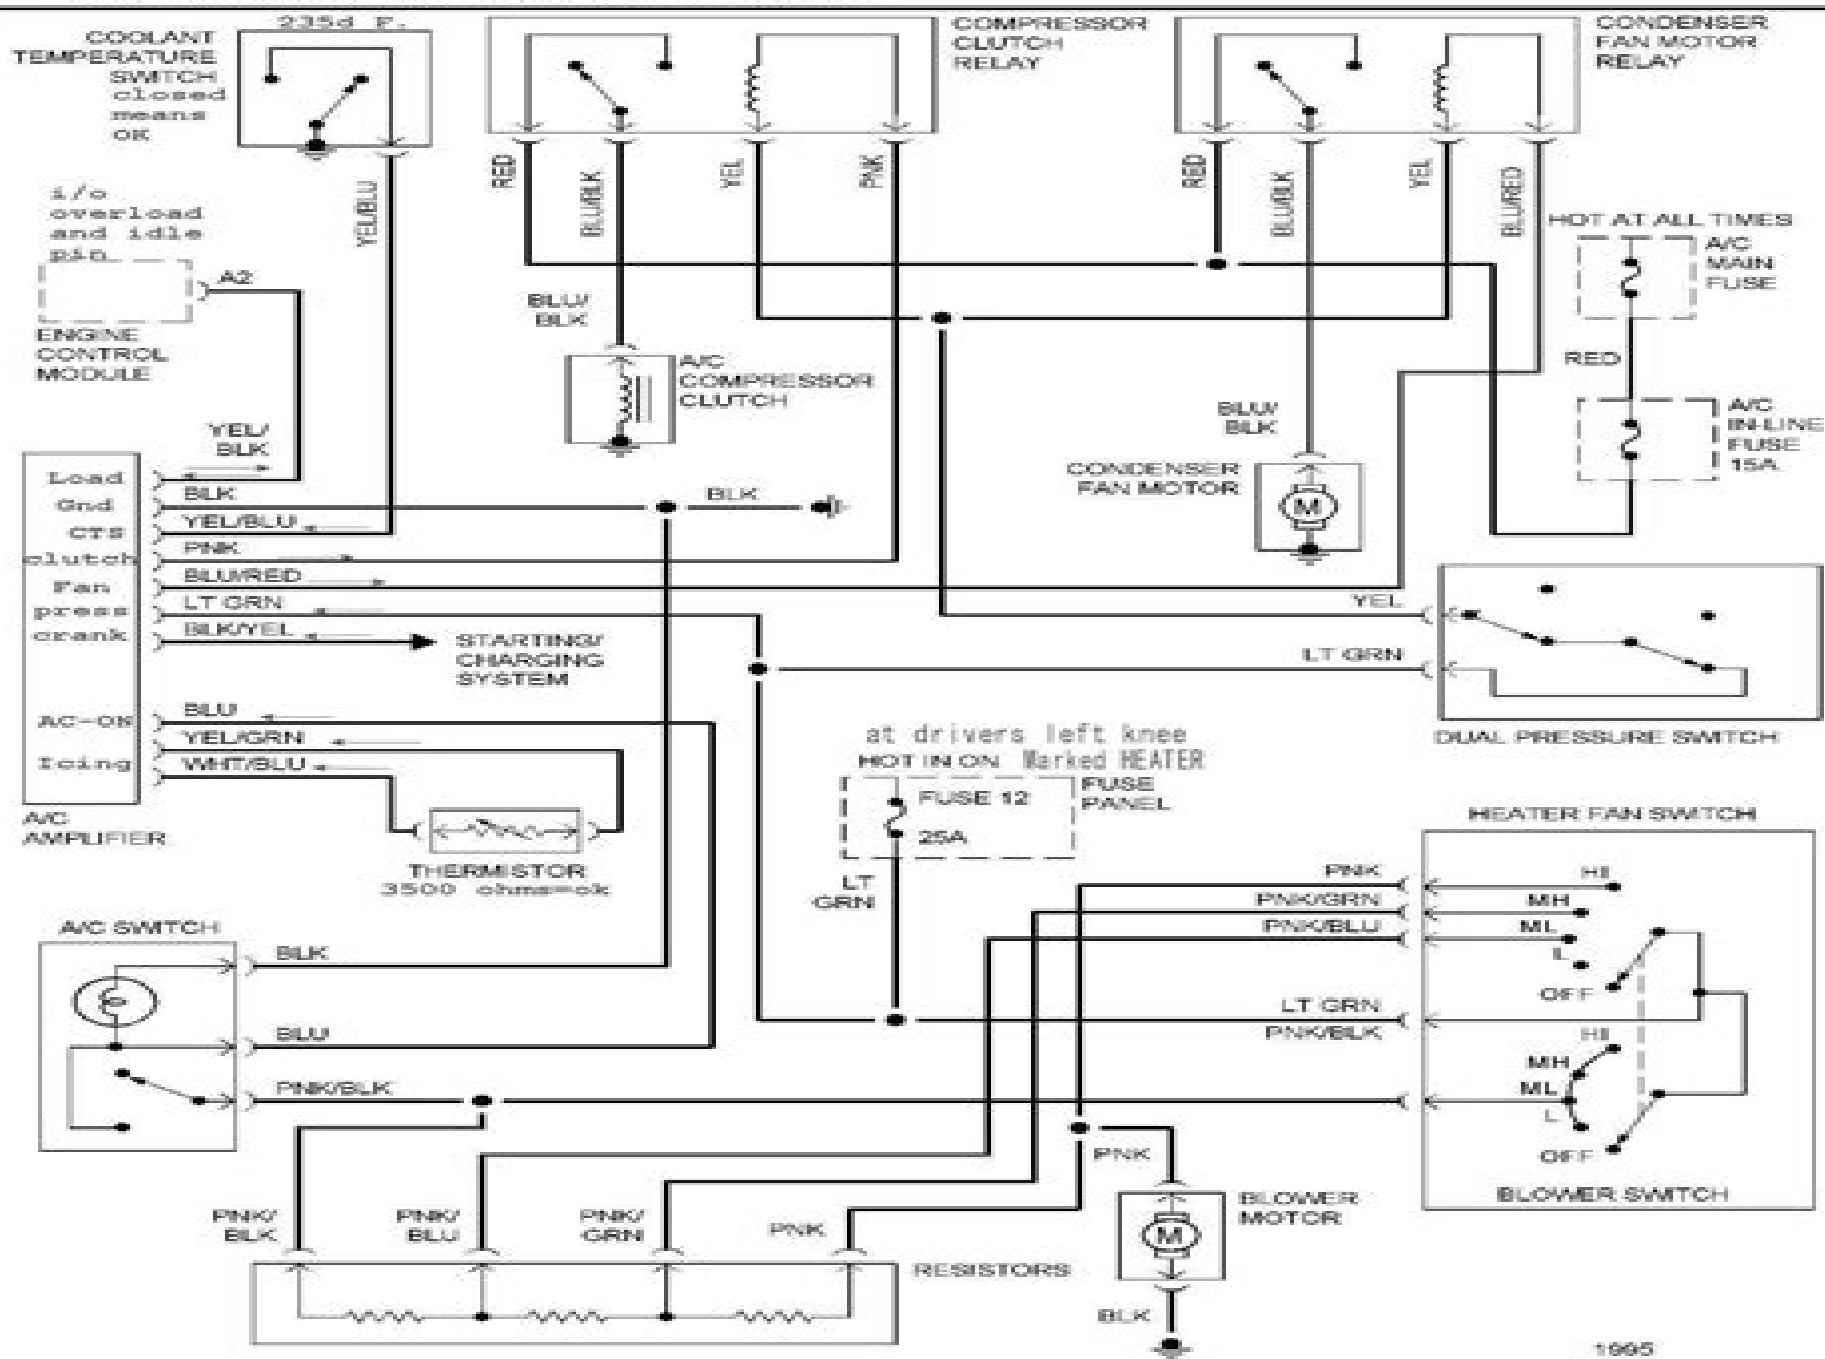 235d F.
COOLANT
TEMPERATURE
SWITCH
closed
means
OK
COMPRESSOR
CLUTCH
RELAY
CONDENSER
FAN MOTOR
RELAY
i/o
overload
and idle
pin
A2
ENGINE
CONTROL
MODULE
YEL/BLU
RED
BLU/BLK
YEL
PNK
RED
BLU/BLK
YEL
BLU/RED
HOT AT ALL TIMES
A/C
MAIN
FUSE
RED
A/C
IN-LINE
FUSE
15A
BLU/
BLK
A/C
COMPRESSOR
CLUTCH
BLU/
BLK
CONDENSER
FAN MOTOR
M
YEL/
BLK
Load
Gnd
BLK
BLK
CTS
YEL/BLU
clutch
PNK
Fan
BLU/RED
press
LT GRN
crank
BLK/YEL
STARTING/
CHARGING
SYSTEM
AC-ON
BLU
YEL/GRN
Icing
WHT/BLU
A/C
AMPLIFIER
THERMISTOR
3500 ohms=ok
YEL
LT GRN
DUAL PRESSURE SWITCH
at drivers left knee
HOT IN ON Marked HEATER
FUSE 12
25A
FUSE
PANEL
LT
GRN
HEATER FAN SWITCH
PNK
HI
PNK/GRN
MH
PNK/BLU
ML
L
OFF
LT GRN
PNK/BLK
HI
MH
ML
L
OFF
BLOWER SWITCH
A/C SWITCH
BLK
BLU
PNK/BLK
PNK
BLOWER
MOTOR
M
BLK
PNK/
BLK
PNK/
BLU
PNK/
GRN
PNK
RESISTORS
1995